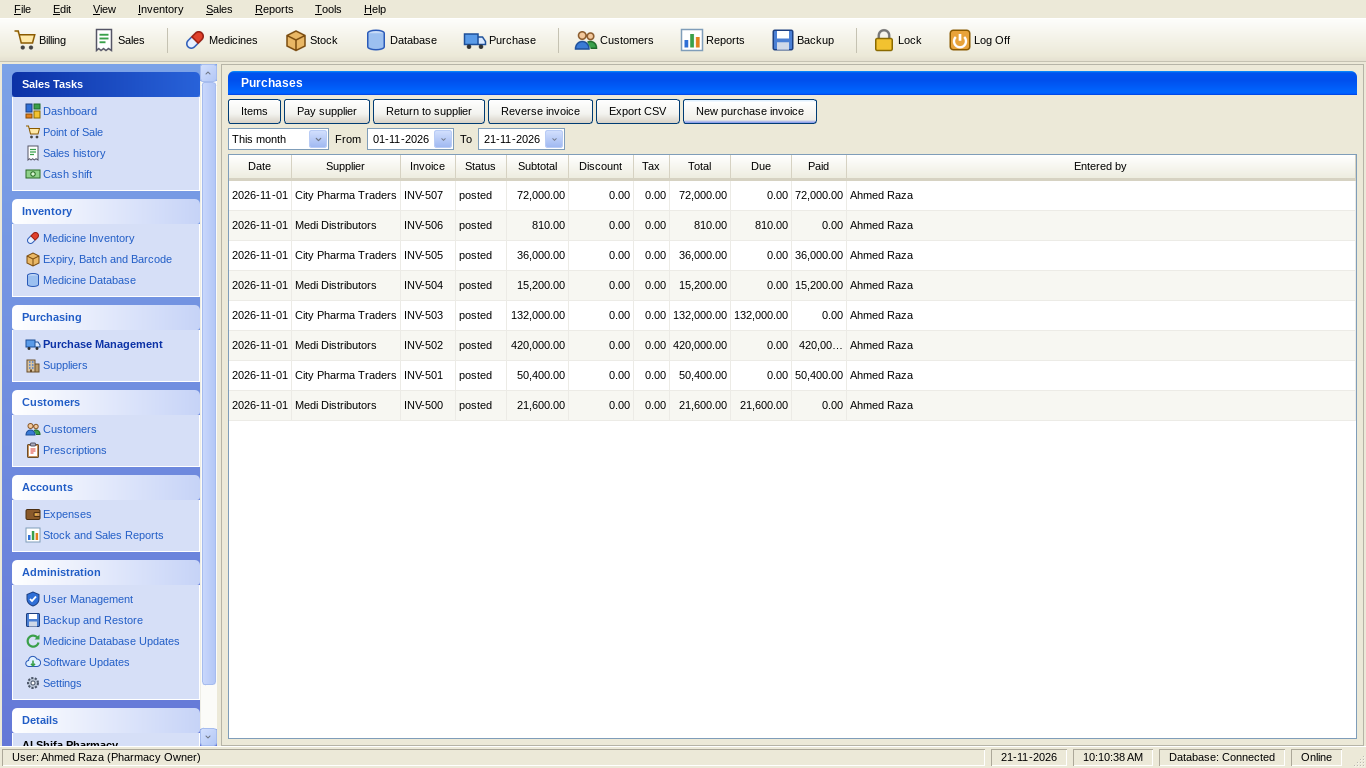 File Edit View Inventory Sales Reports Tools Help
Billing Sales Medicines Stock Database Purchase Customers Reports Backup Lock Log Off
Sales Tasks
Dashboard
Point of Sale
Sales history
Cash shift
Inventory
Medicine Inventory
Expiry, Batch and Barcode
Medicine Database
Purchasing
Purchase Management
Suppliers
Customers
Customers
Prescriptions
Accounts
Expenses
Stock and Sales Reports
Administration
User Management
Backup and Restore
Medicine Database Updates
Software Updates
Settings
Details
Al Shifa Pharmacy
Purchases
Items Pay supplier Return to supplier Reverse invoice Export CSV New purchase invoice
This month From 01-11-2026 To 21-11-2026
Date Supplier Invoice Status Subtotal Discount Tax Total Due Paid Entered by
2026-11-01 City Pharma Traders INV-507 posted 72,000.00 0.00 0.00 72,000.00 0.00 72,000.00 Ahmed Raza
2026-11-01 Medi Distributors INV-506 posted 810.00 0.00 0.00 810.00 810.00 0.00 Ahmed Raza
2026-11-01 City Pharma Traders INV-505 posted 36,000.00 0.00 0.00 36,000.00 0.00 36,000.00 Ahmed Raza
2026-11-01 Medi Distributors INV-504 posted 15,200.00 0.00 0.00 15,200.00 0.00 15,200.00 Ahmed Raza
2026-11-01 City Pharma Traders INV-503 posted 132,000.00 0.00 0.00 132,000.00 132,000.00 0.00 Ahmed Raza
2026-11-01 Medi Distributors INV-502 posted 420,000.00 0.00 0.00 420,000.00 0.00 420,00… Ahmed Raza
2026-11-01 City Pharma Traders INV-501 posted 50,400.00 0.00 0.00 50,400.00 0.00 50,400.00 Ahmed Raza
2026-11-01 Medi Distributors INV-500 posted 21,600.00 0.00 0.00 21,600.00 21,600.00 0.00 Ahmed Raza
User: Ahmed Raza (Pharmacy Owner) 21-11-2026 10:10:38 AM Database: Connected Online